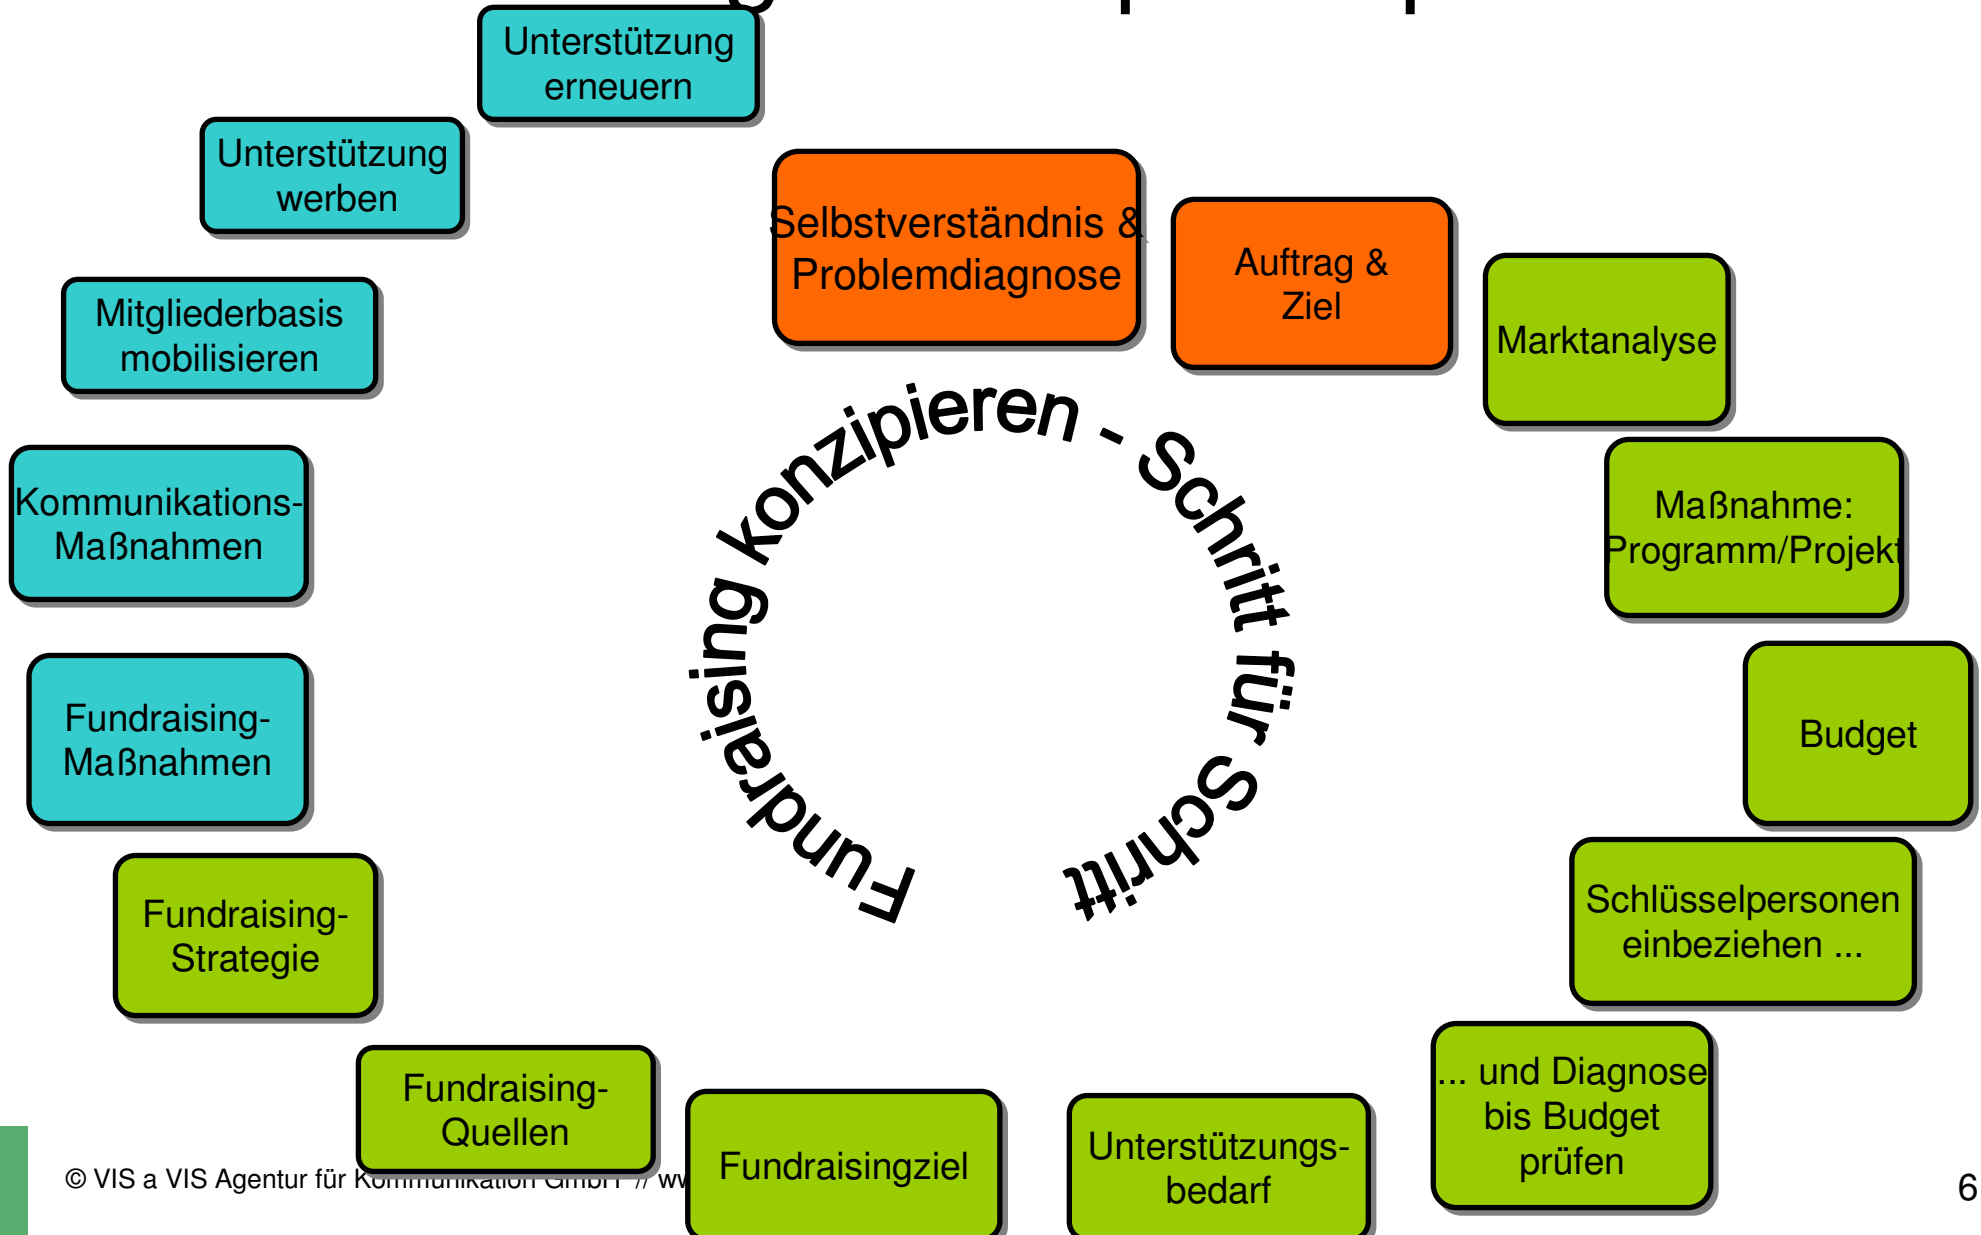 Unterstützung
erneuern
Unterstützung
werben
Selbstverständnis &
Problemdiagnose
Auftrag &
Ziel
Marktanalyse
Mitgliederbasis
mobilisieren
Maßnahme:
Programm/Projekt
Kommunikations-
Maßnahmen
Fundraising konzipieren - Schritt für Schritt
Budget
Fundraising-
Maßnahmen
Schlüsselpersonen
einbeziehen ...
Fundraising-
Strategie
... und Diagnose
bis Budget
prüfen
Fundraising-
Quellen
Fundraisingziel
Unterstützungs-
bedarf
© VIS a VIS Agentur für Kommunikation GmbH //
6